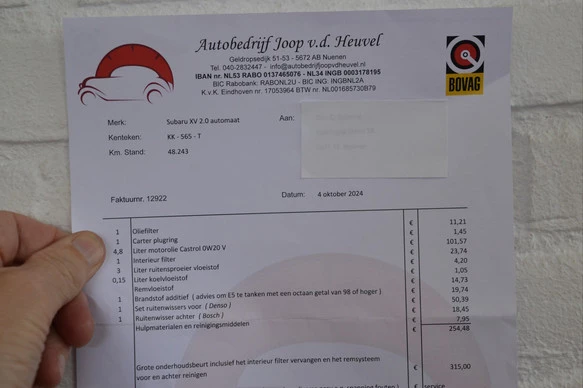 Autobedrijf Joop v.d. Heuvel
Geldropsedijk 51-53 - 5672 AB Nuenen
Tel. 040-2832447 - info@autobedrijfjoopvdheuvel.nl
IBAN nr. NL53 RABO 0137465076 - NL34 INGB 0003178195
BIC Rabobank: RABONL2U - BIC ING: INGBNL2A
K.v.K. Eindhoven nr. 17053964 BTW nr. NL001685730B79
BOVAG
Merk: Subaru XV 2.0 automaat
Aan:
Kenteken: KK - 565 - T
Km. Stand: 48.243
Faktuurnr. 12922
Datum: 4 oktober 2024
1 Oliefilter € 11,21
1 Carter plugring € 1,45
4,8 Liter motorolie Castrol 0W20 V € 101,57
1 Interieur filter € 23,74
3 Liter ruitensproeier vloeistof € 4,20
0,15 Liter koelvloeistof € 1,05
Remvloeistof € 14,73
1 Brandstof additief ( advies om E5 te tanken met een octaan getal van 98 of hoger ) € 19,74
1 Set ruitenwissers voor ( Denso ) € 50,39
1 Ruitenwisser achter ( Bosch ) € 18,45
Hulpmaterialen en reinigingsmiddelen € 7,95
€ 254,48
Grote onderhoudsbeurt inclusief het interieur filter vervangen en het remsysteem € 315,00
voor en achter reinigen
€ service